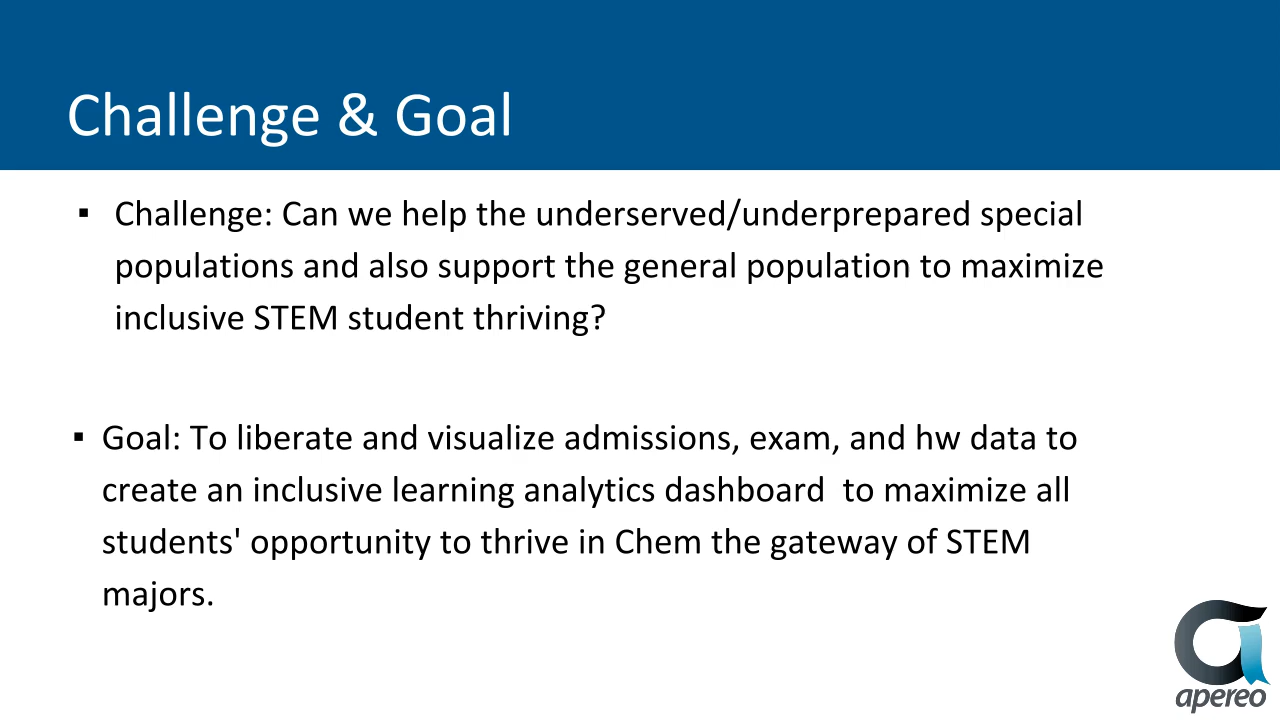 Challenge & Goal
▪ Challenge: Can we help the underserved/underprepared special
populations and also support the general population to maximize
inclusive STEM student thriving?
▪ Goal: To liberate and visualize admissions, exam, and hw data to
create an inclusive learning analytics dashboard  to maximize all
students' opportunity to thrive in Chem the gateway of STEM
majors.
apereo